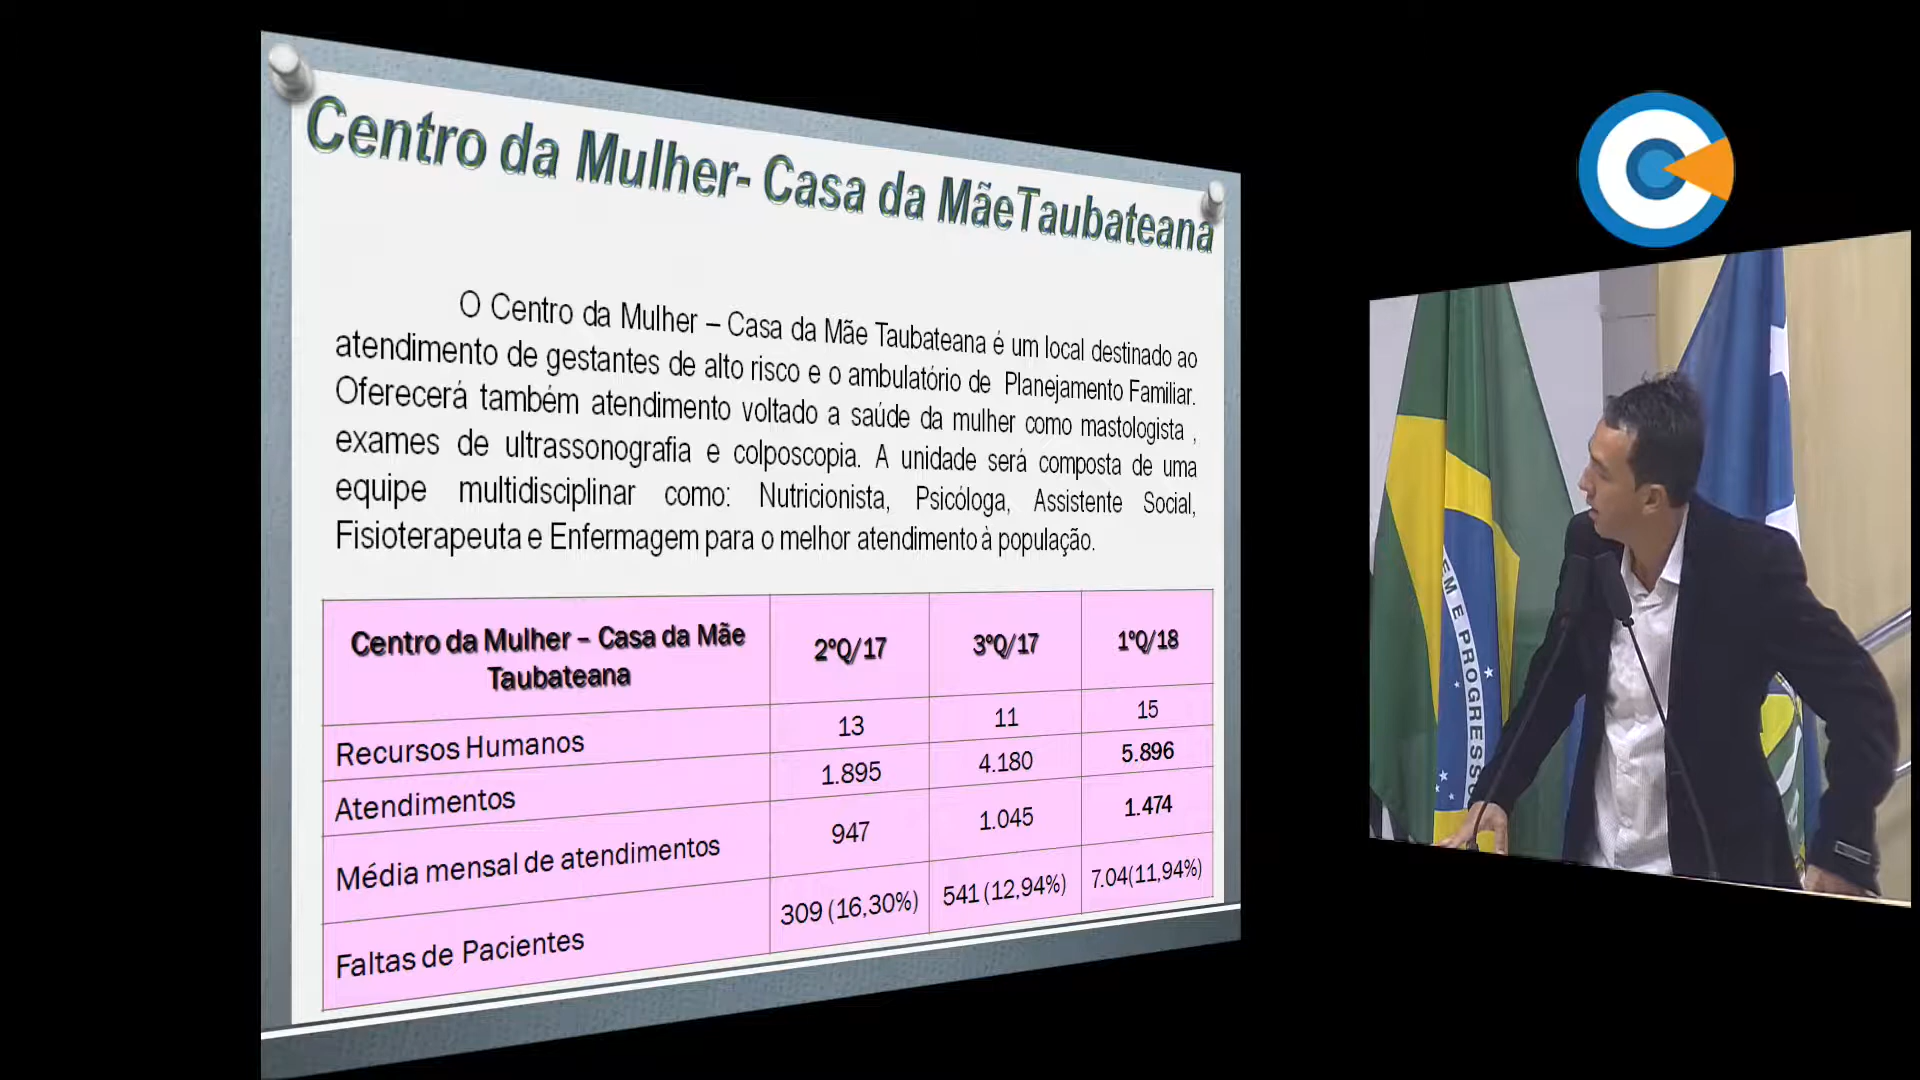 Centro da Mulher- Casa da MãeTaubateana
O Centro da Mulher – Casa da Mãe Taubateana é um local destinado ao
atendimento de gestantes de alto risco e o ambulatório de Planejamento Familiar.
Oferecerá também atendimento voltado a saúde da mulher como mastologista ,
exames de ultrassonografia e colposcopia. A unidade será composta de uma
equipe multidisciplinar como: Nutricionista, Psicóloga, Assistente Social,
Fisioterapeuta e Enfermagem para o melhor atendimento à população.
Centro da Mulher – Casa da Mãe
Taubateana
2ºQ/17
3ºQ/17
1ºQ/18
Recursos Humanos
13
11
15
Atendimentos
1.895
4.180
5.896
Média mensal de atendimentos
947
1.045
1.474
Faltas de Pacientes
309 (16,30%)
541 (12,94%)
7.04(11,94%)
EM E PROGRESSO